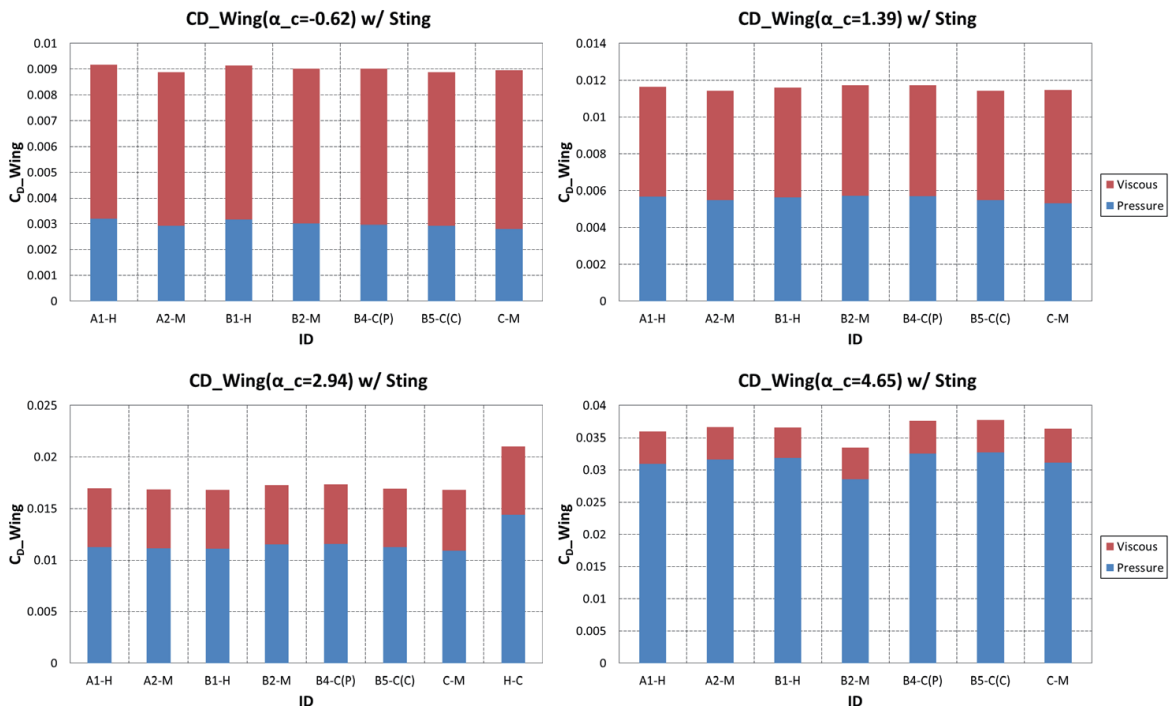 CD_Wing(α_c=-0.62) w/ Sting
0.01
0.009
0.008
0.007
0.006
0.005
0.004
0.003
0.002
0.001
0
C_D_Wing
A1-H A2-M B1-H B2-M B4-C(P) B5-C(C) C-M
ID
CD_Wing(α_c=1.39) w/ Sting
0.014
0.012
0.01
0.008
0.006
0.004
0.002
0
C_D_Wing
A1-H A2-M B1-H B2-M B4-C(P) B5-C(C) C-M
ID
Viscous
Pressure
CD_Wing(α_c=2.94) w/ Sting
0.025
0.02
0.015
0.01
0.005
0
C_D_Wing
A1-H A2-M B1-H B2-M B4-C(P) B5-C(C) C-M H-C
ID
CD_Wing(α_c=4.65) w/ Sting
0.04
0.035
0.03
0.025
0.02
0.015
0.01
0.005
0
C_D_Wing
A1-H A2-M B1-H B2-M B4-C(P) B5-C(C) C-M
ID
Viscous
Pressure